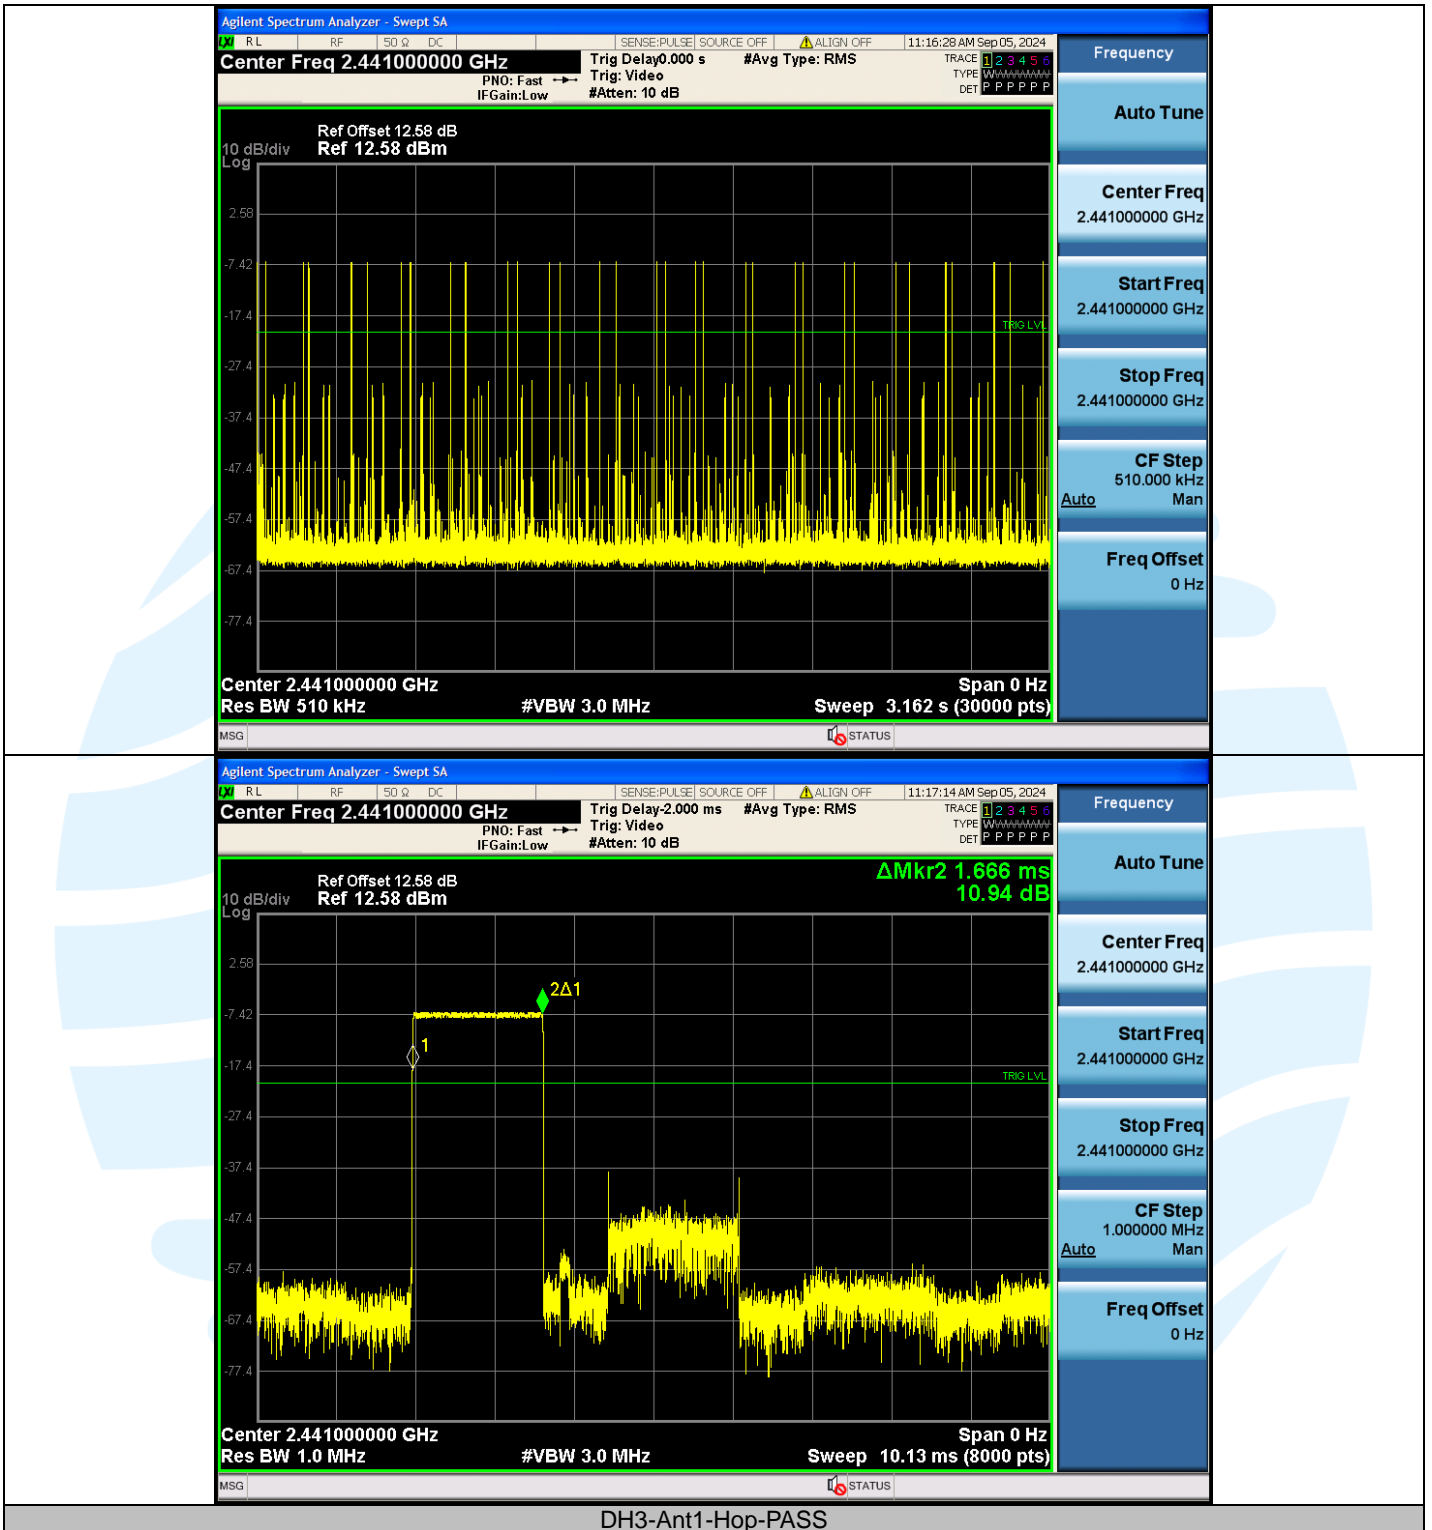 Agilent Spectrum Analyzer - Swept SA
LXI RL RF 50 Ω DC SENSE:PULSE SOURCE OFF ALIGN OFF 11:16:28 AM Sep 05, 2024
Center Freq 2.441000000 GHz
PNO: Fast
IFGain:Low
Trig Delay0.000 s
Trig: Video
#Atten: 10 dB
#Avg Type: RMS
TRACE 1 2 3 4 5 6
TYPE WWWWWW
DET P P P P P P
Ref Offset 12.58 dB
10 dB/div Ref 12.58 dBm
Log
2.58
-7.42
-17.4
TRIG LVL
-27.4
-37.4
-47.4
-57.4
-67.4
-77.4
Center 2.441000000 GHz Span 0 Hz
Res BW 510 kHz #VBW 3.0 MHz Sweep 3.162 s (30000 pts)
MSG STATUS
Frequency
Auto Tune
Center Freq
2.441000000 GHz
Start Freq
2.441000000 GHz
Stop Freq
2.441000000 GHz
CF Step
510.000 kHz
Auto Man
Freq Offset
0 Hz
Agilent Spectrum Analyzer - Swept SA
LXI RL RF 50 Ω DC SENSE:PULSE SOURCE OFF ALIGN OFF 11:17:14 AM Sep 05, 2024
Center Freq 2.441000000 GHz
PNO: Fast
IFGain:Low
Trig Delay-2.000 ms
Trig: Video
#Atten: 10 dB
#Avg Type: RMS
TRACE 1 2 3 4 5 6
TYPE WWWWWW
DET P P P P P P
ΔMkr2 1.666 ms
10.94 dB
Ref Offset 12.58 dB
10 dB/div Ref 12.58 dBm
Log
2.58
2Δ1
-7.42
1
-17.4
TRIG LVL
-27.4
-37.4
-47.4
-57.4
-67.4
-77.4
Center 2.441000000 GHz Span 0 Hz
Res BW 1.0 MHz #VBW 3.0 MHz Sweep 10.13 ms (8000 pts)
MSG STATUS
Frequency
Auto Tune
Center Freq
2.441000000 GHz
Start Freq
2.441000000 GHz
Stop Freq
2.441000000 GHz
CF Step
1.000000 MHz
Auto Man
Freq Offset
0 Hz
DH3-Ant1-Hop-PASS